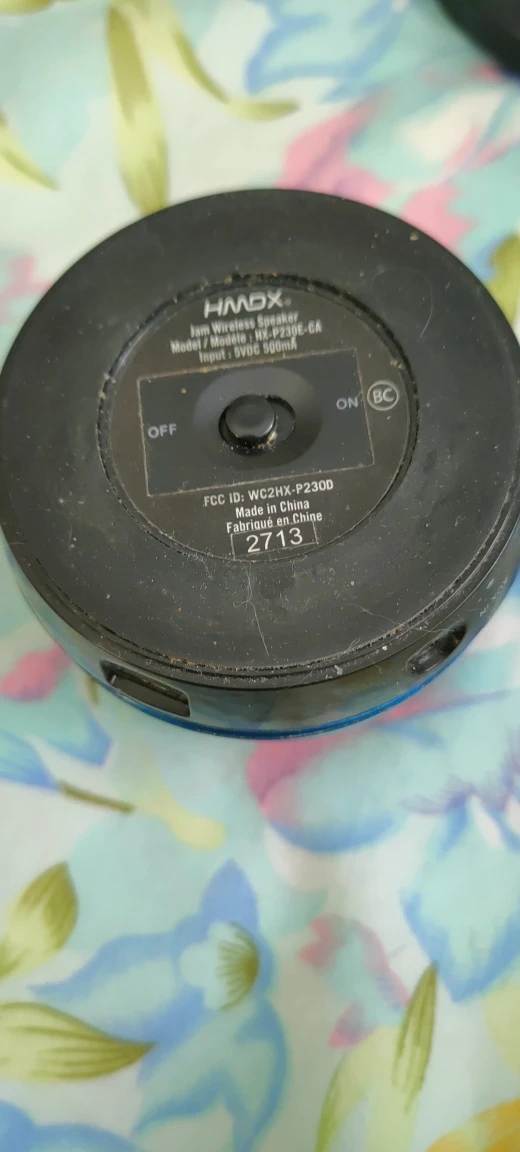 HMDX®
Jam Wireless Speaker
Model / Modèle : HX-P230E-CA
Input : 5VDC 500mA
OFF
ON
BC
FCC ID: WC2HX-P230D
Made in China
Fabriqué en Chine
2713